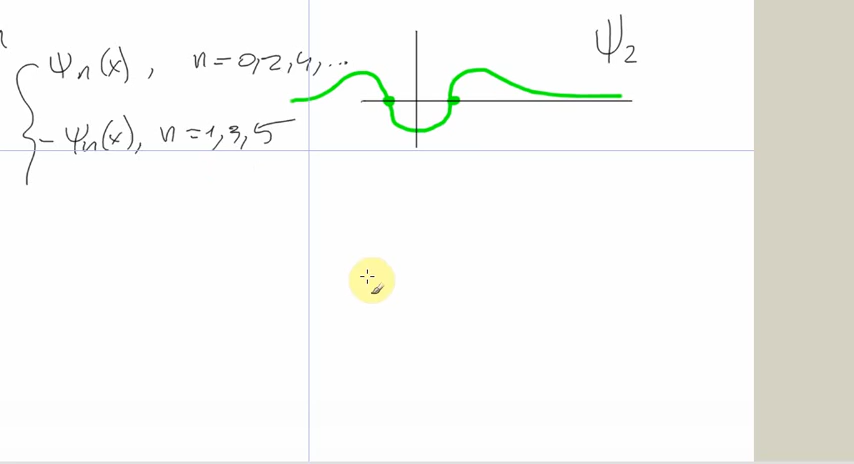 ψₙ(x), n = 0,2,4,...
ψ₂
- ψₙ(x), n = 1,3,5